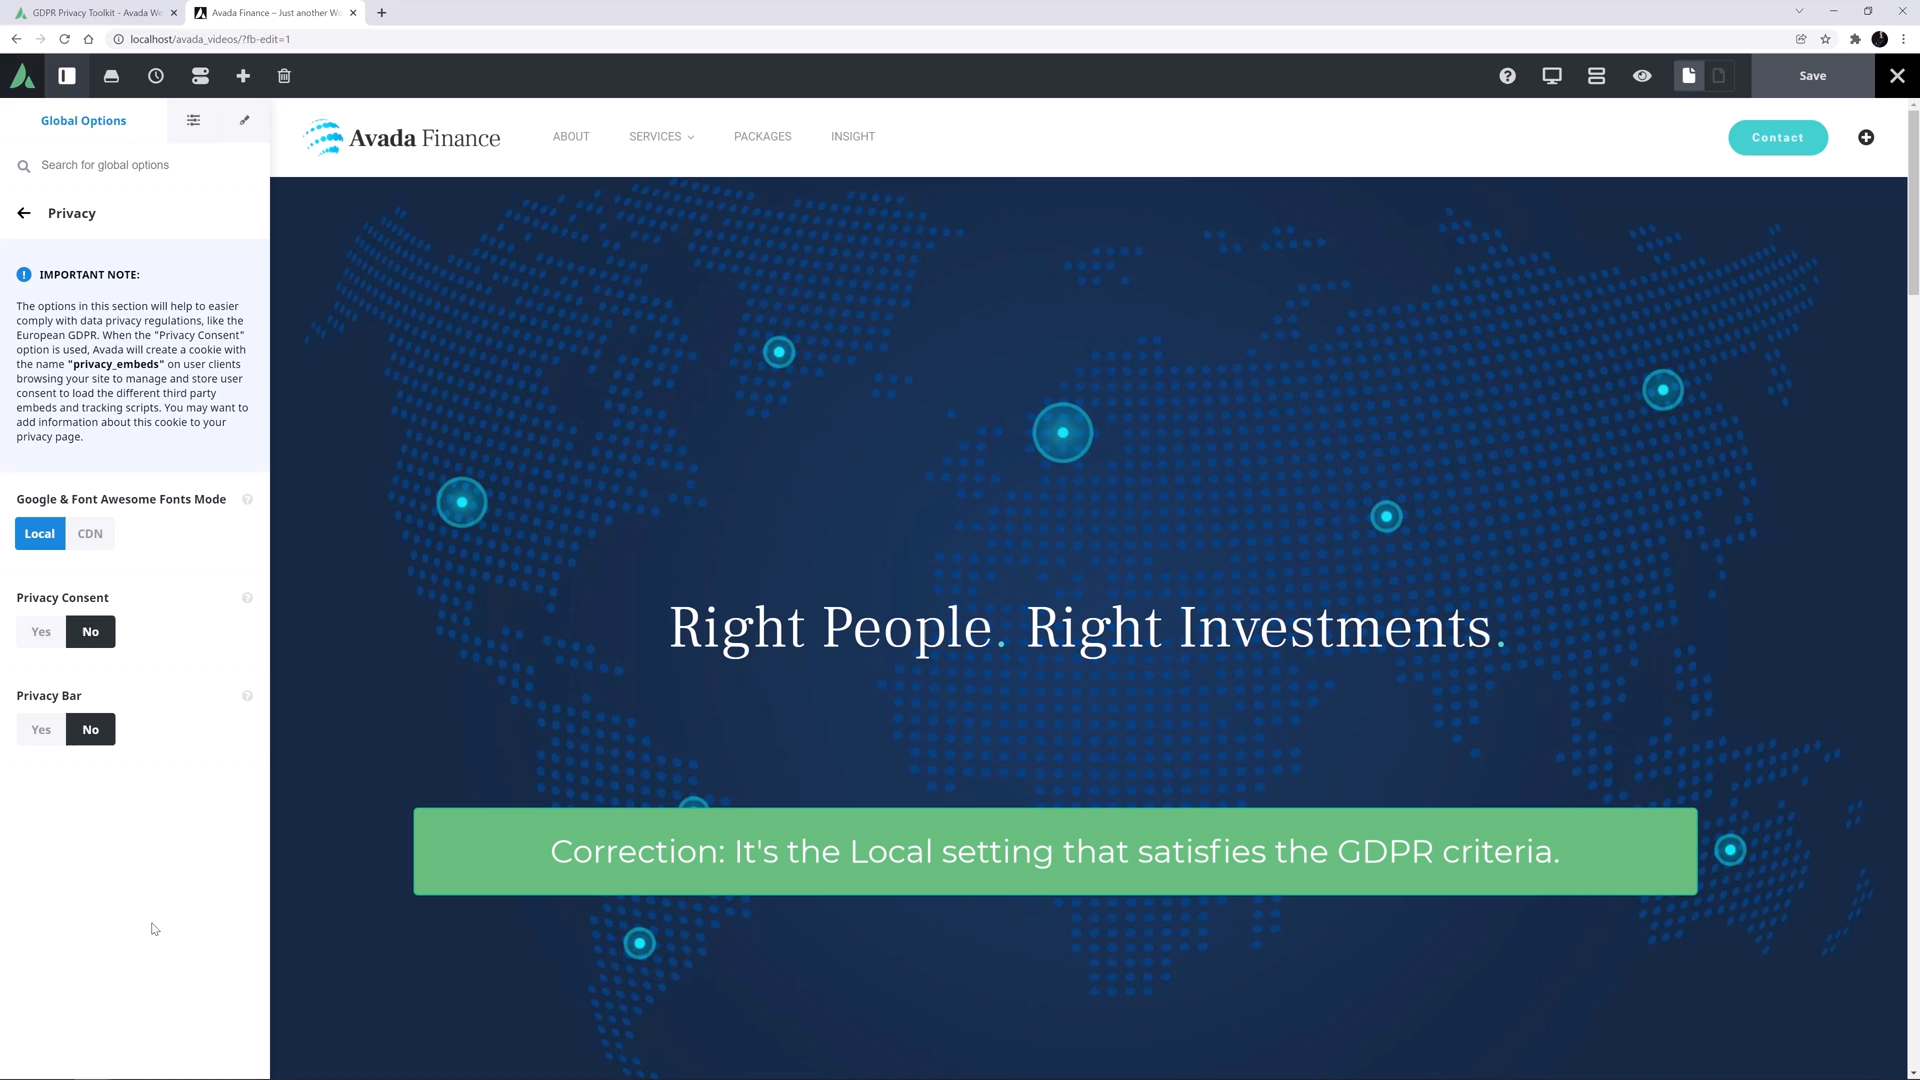 GDPR Privacy Toolkit - Avada We
Avada Finance – Just another Wo
localhost/avada_videos/?fb-edit=1
Save
Global Options
Search for global options
Privacy
IMPORTANT NOTE:
The options in this section will help to easier
comply with data privacy regulations, like the
European GDPR. When the "Privacy Consent"
option is used, Avada will create a cookie with
the name "privacy_embeds" on user clients
browsing your site to manage and store user
consent to load the different third party
embeds and tracking scripts. You may want to
add information about this cookie to your
privacy page.
Google & Font Awesome Fonts Mode
Local CDN
Privacy Consent
Yes No
Privacy Bar
Yes No
Avada Finance
ABOUT SERVICES PACKAGES INSIGHT
Contact
Right People. Right Investments.
Correction: It's the Local setting that satisfies the GDPR criteria.